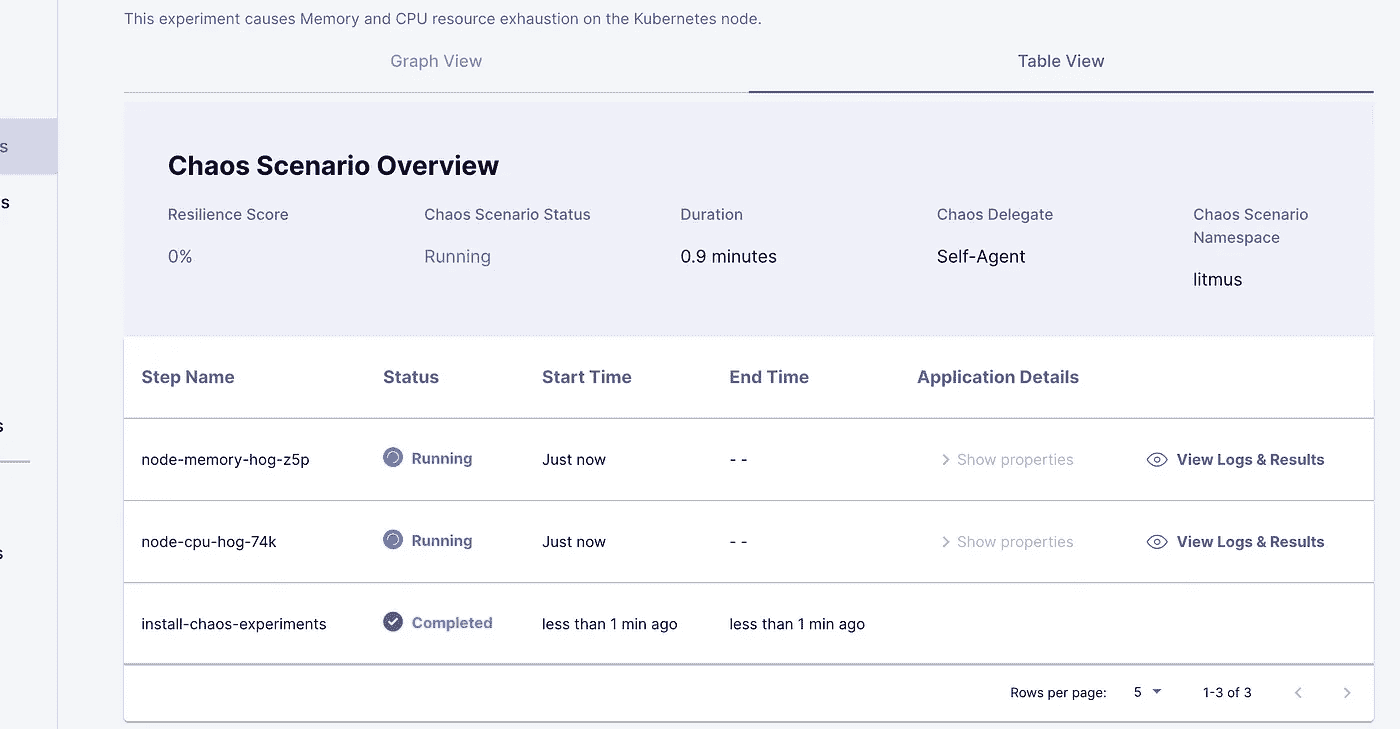 This experiment causes Memory and CPU resource exhaustion on the Kubernetes node.
Graph View
Table View
Chaos Scenario Overview
Resilience Score
Chaos Scenario Status
Duration
Chaos Delegate
Chaos Scenario
Namespace
0%
Running
0.9 minutes
Self-Agent
litmus
Step Name
Status
Start Time
End Time
Application Details
node-memory-hog-z5p
Running
Just now
- -
Show properties
View Logs & Results
node-cpu-hog-74k
Running
Just now
- -
Show properties
View Logs & Results
install-chaos-experiments
Completed
less than 1 min ago
less than 1 min ago
Rows per page:
5
1-3 of 3